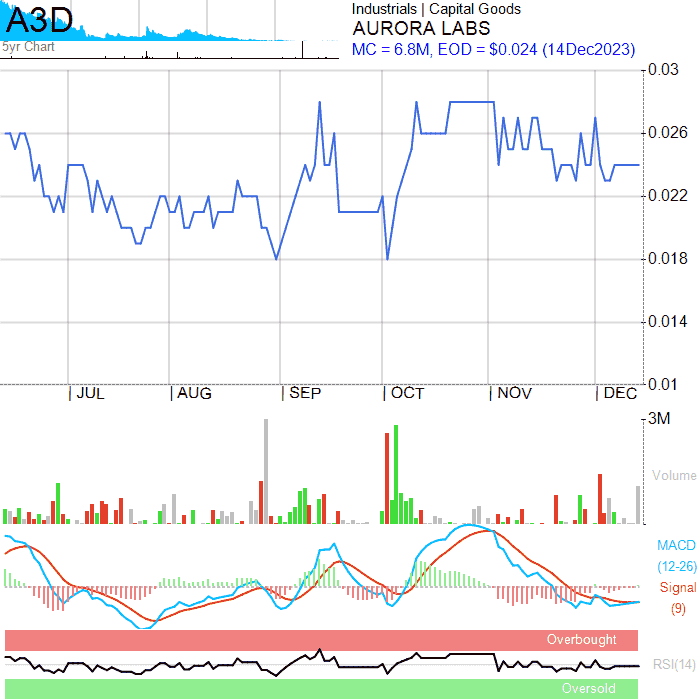 A3D
5yr Chart
Industrials | Capital Goods
AURORA LABS
MC = 6.8M, EOD = $0.024 (14Dec2023)
0.03
0.026
0.022
0.018
0.014
0.01
JUL AUG SEP OCT NOV DEC
3M
Volume
MACD
(12-26)
Signal
(9)
Overbought
RSI(14)
Oversold